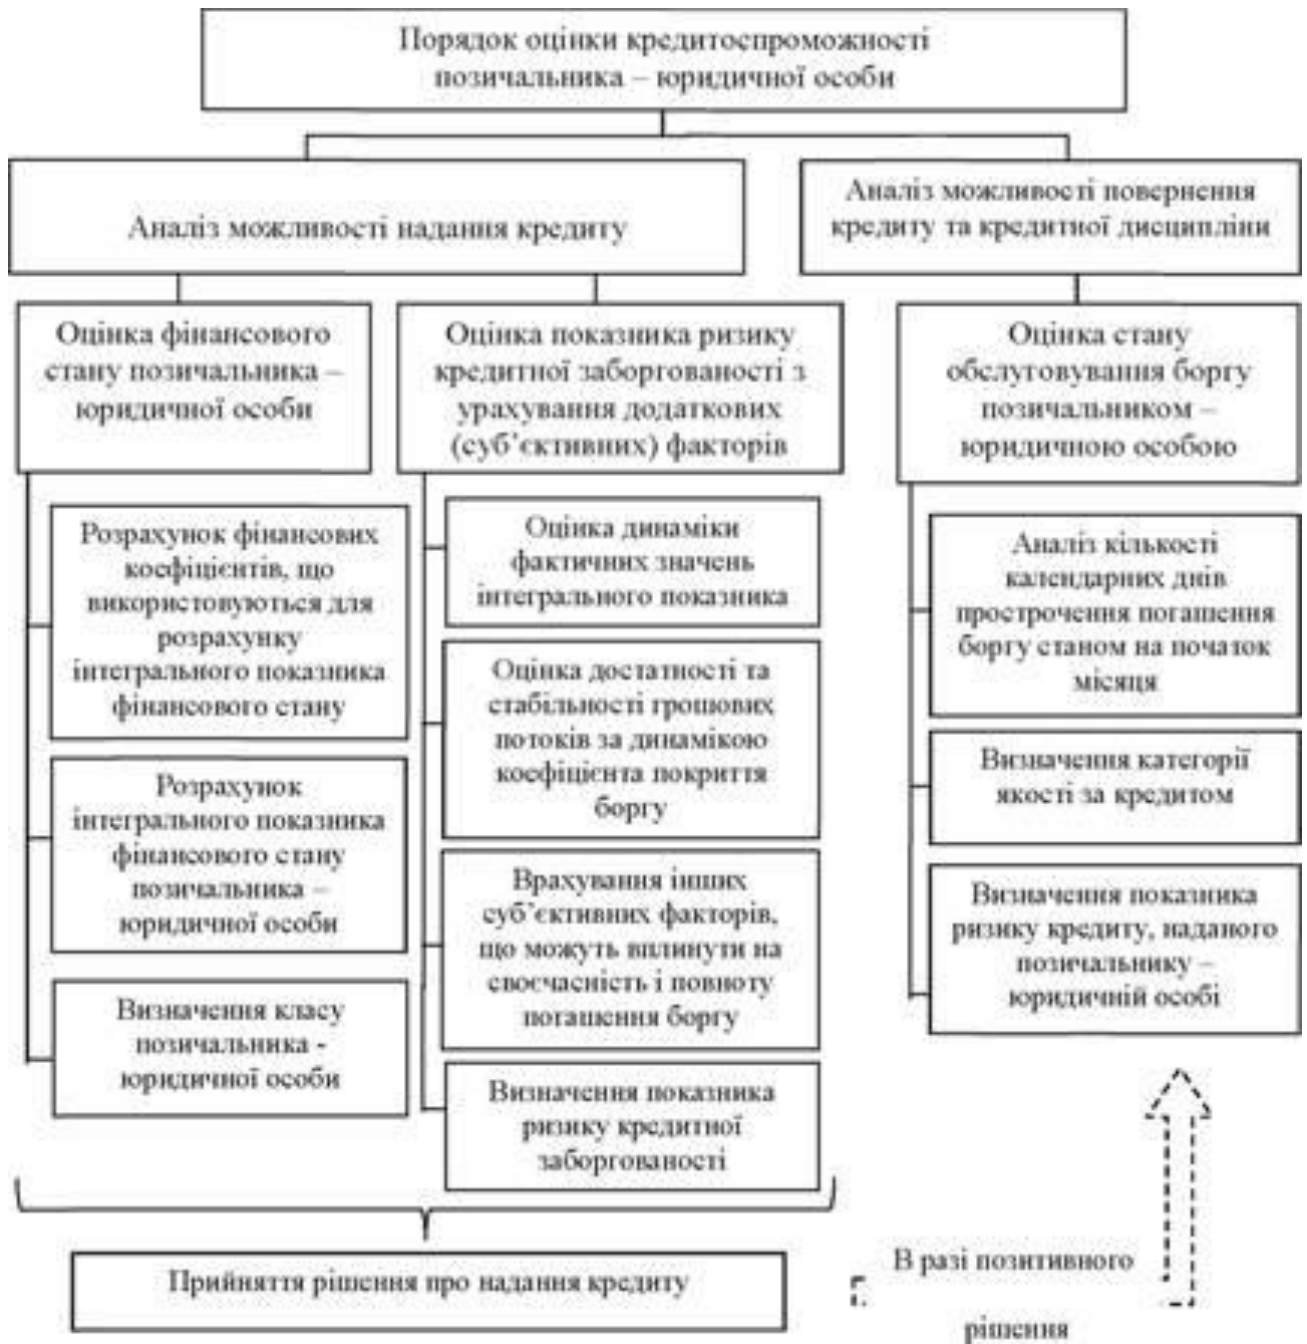 Порядок оцінки кредитоспроможності
позичальника – юридичної особи
Аналіз можливості надання кредиту
Аналіз можливості повернення
кредиту та кредитної дисципліни
Оцінка фінансового
стану позичальника –
юридичної особи
Розрахунок фінансових
коефіцієнтів, що
використовуються для
розрахунку
інтегрального показника
фінансового стану
Розрахунок
інтегрального показника
фінансового стану
позичальника –
юридичної особи
Визначення класу
позичальника -
юридичної особи
Оцінка показника ризику
кредитної заборгованості з
урахування додаткових
(суб’єктивних) факторів
Оцінка динаміки
фактичних значень
інтегрального показника
Оцінка достатності та
стабільності грошових
потоків за динамікою
коефіцієнта покриття
боргу
Врахування інших
суб’єктивних факторів,
що можуть вплинути на
своєчасність і повноту
погашення боргу
Визначення показника
ризику кредитної
заборгованості
Оцінка стану
обслуговування боргу
позичальником –
юридичною особою
Аналіз кількості
календарних днів
прострочення погашення
боргу станом на початок
місяця
Визначення категорії
якості за кредитом
Визначення показника
ризику кредиту, наданого
позичальнику –
юридичній особі
Прийняття рішення про надання кредиту
В разі позитивного
рішення